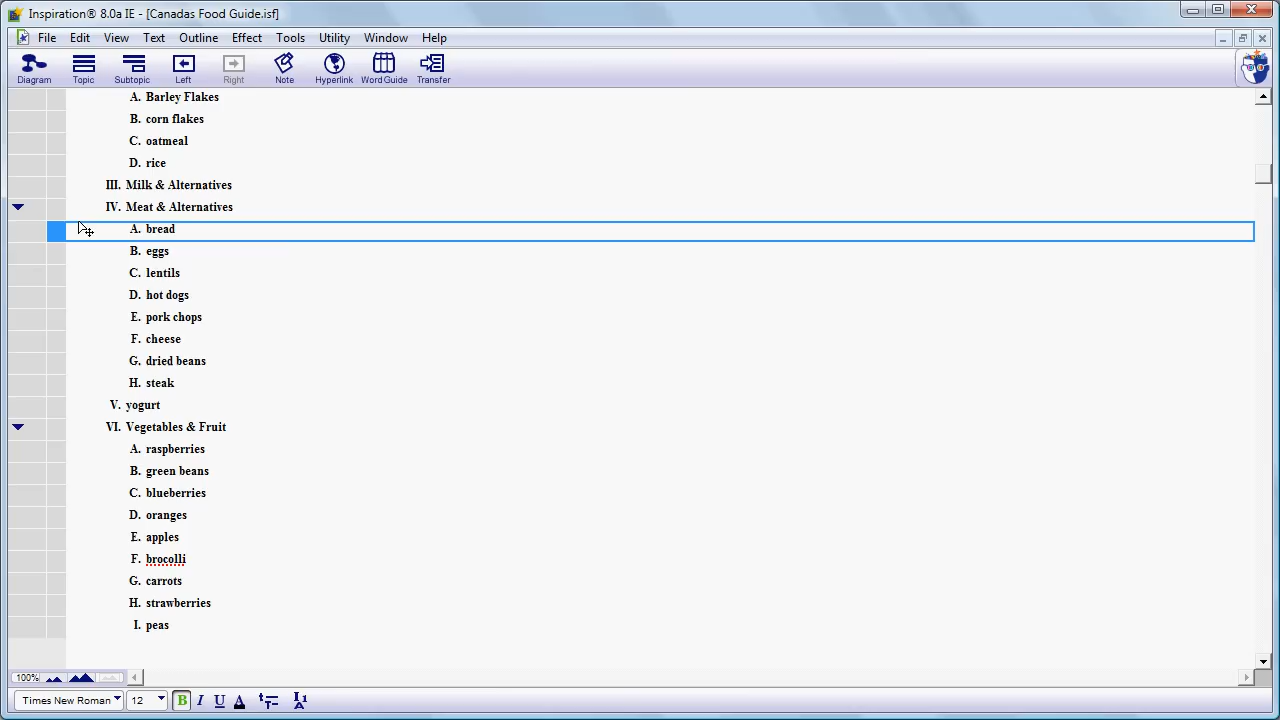 Inspiration® 8.0a IE - [Canadas Food Guide.isf]
File Edit View Text Outline Effect Tools Utility Window Help
Diagram Topic Subtopic Left Right Note Hyperlink Word Guide Transfer
A. Barley Flakes
B. corn flakes
C. oatmeal
D. rice
III. Milk & Alternatives
IV. Meat & Alternatives
A. bread
B. eggs
C. lentils
D. hot dogs
E. pork chops
F. cheese
G. dried beans
H. steak
V. yogurt
VI. Vegetables & Fruit
A. raspberries
B. green beans
C. blueberries
D. oranges
E. apples
F. brocolli
G. carrots
H. strawberries
I. peas
100%
Times New Roman 12 B I U A